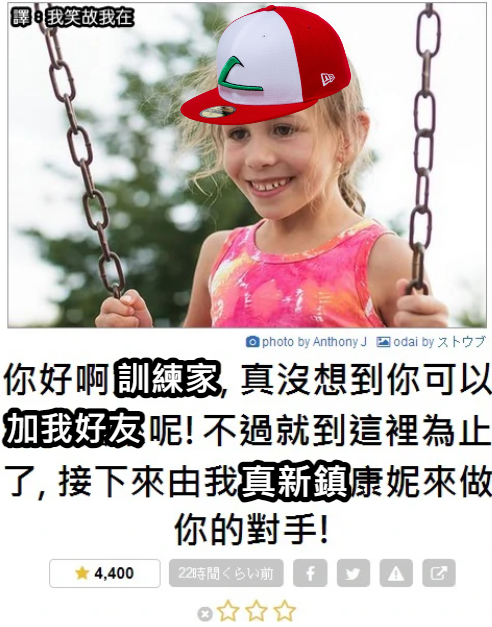 譯：我笑故我在
photo by Anthony J odai by ストウブ
你好啊訓練家, 真沒想到你可以
加我好友呢! 不過就到這裡為止
了, 接下來由我真新鎮康妮來做
你的對手!
4,400 22時間くらい前